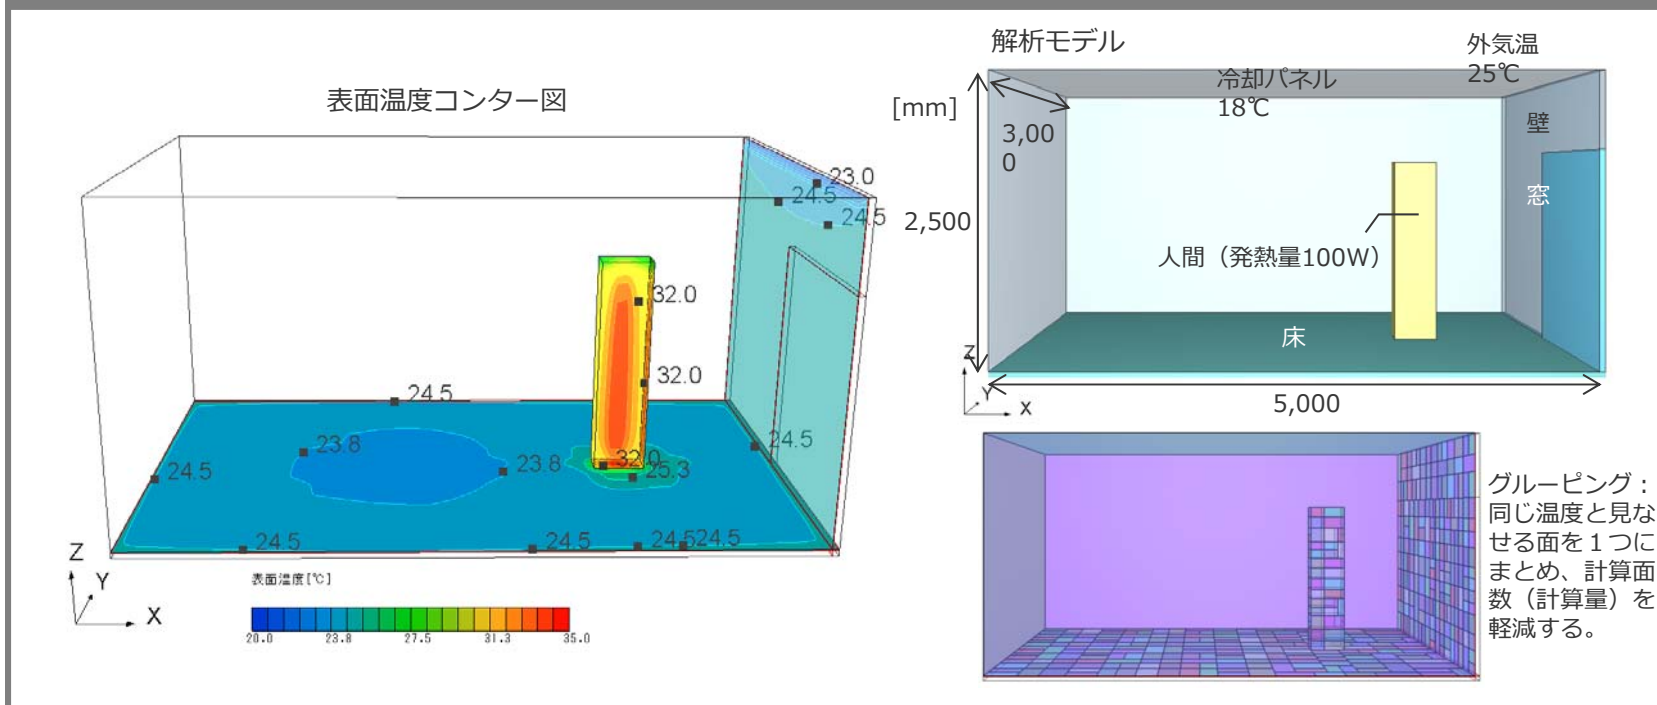 表面温度コンター図
23.0
24.5
24.5
32.0
32.0
24.5
23.8
23.8
32.0
25.3
24.5
24.5
24.5
24.5
24.5
24.5
Z
Y
X
表面温度[℃]
20.0 23.8 27.5 31.3 35.0
解析モデル
外気温
25℃
冷却パネル
18℃
[mm]
3,00
0
壁
窓
2,500
人間（発熱量100W）
床
Z
Y
X
5,000
グルーピング：
同じ温度と見な
せる面を１つに
まとめ、計算面
数（計算量）を
軽減する。